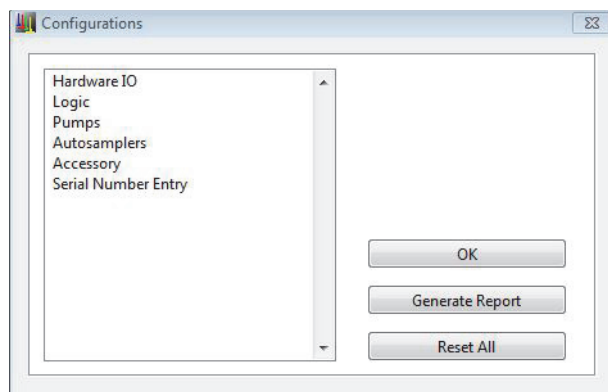 Configurations
Hardware IO
Logic
Pumps
Autosamplers
Accessory
Serial Number Entry
OK
Generate Report
Reset All